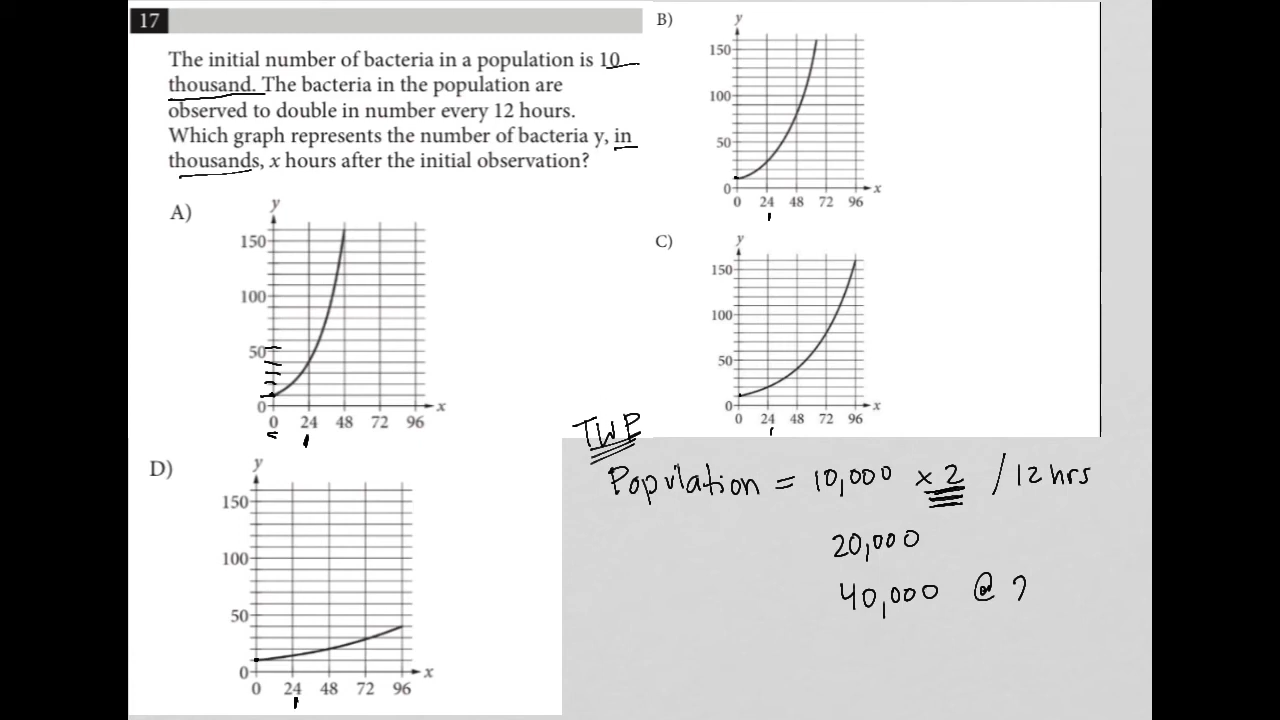 17
The initial number of bacteria in a population is 10
thousand. The bacteria in the population are
observed to double in number every 12 hours.
Which graph represents the number of bacteria y, in
thousands, x hours after the initial observation?
A)
y
150
100
50
0
0 24 48 72 96
x
B)
y
150
100
50
0
0 24 48 72 96
x
C)
y
150
100
50
0
0 24 48 72 96
x
D)
y
150
100
50
0
0 24 48 72 96
x
TWE
Population = 10,000 × 2 / 12 hrs
20,000
40,000 @ 2